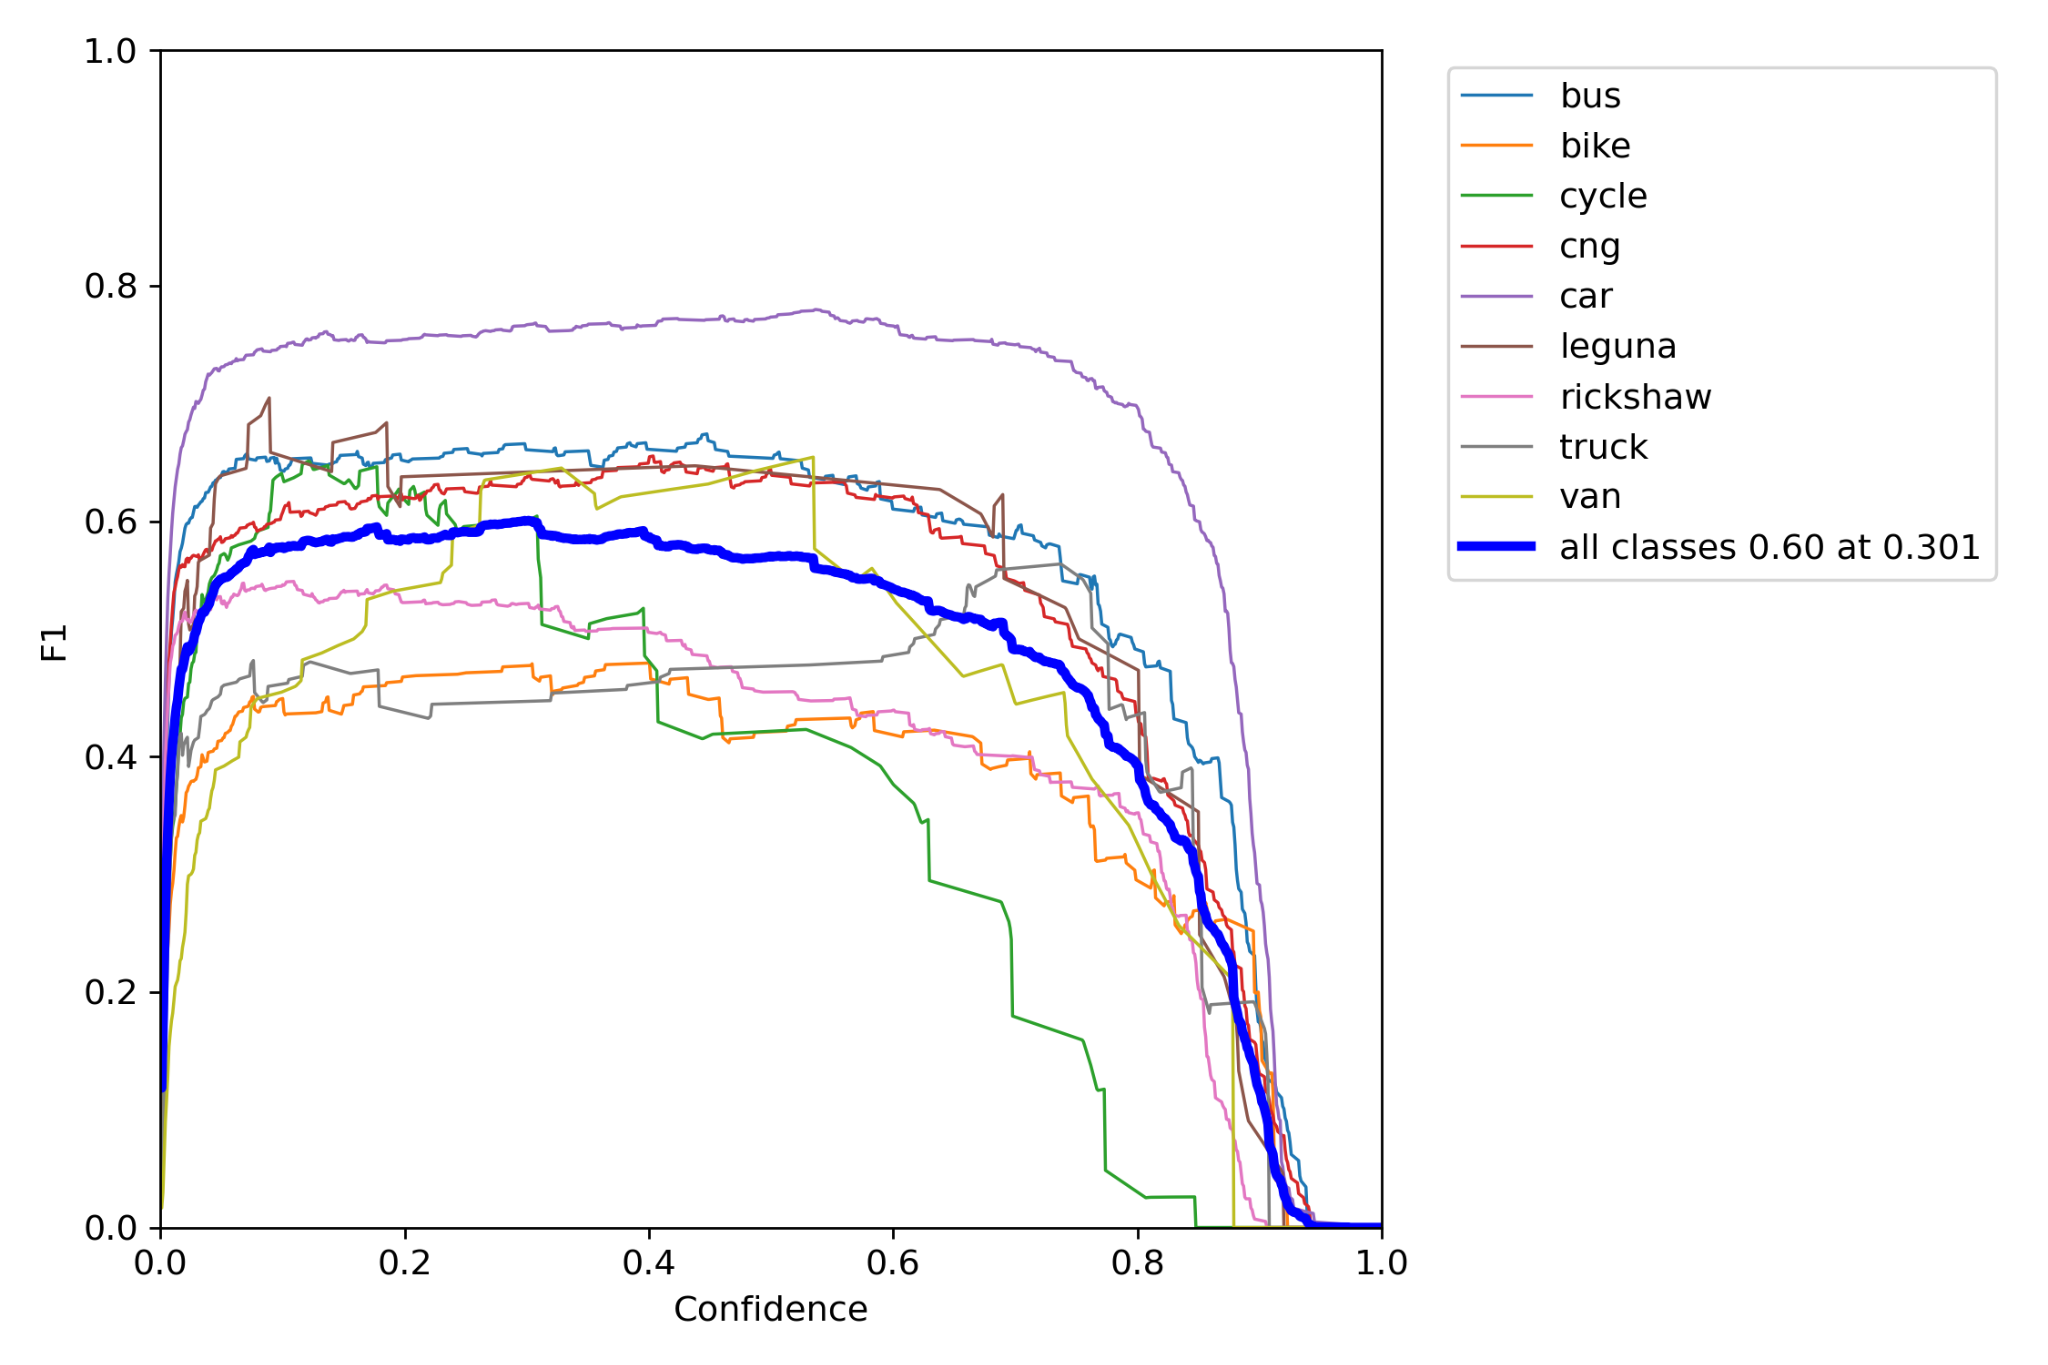 1.0
0.8
0.6
0.4
0.2
0.0
0.0 0.2 0.4 0.6 0.8 1.0
F1
Confidence
bus
bike
cycle
cng
car
leguna
rickshaw
truck
van
all classes 0.60 at 0.301